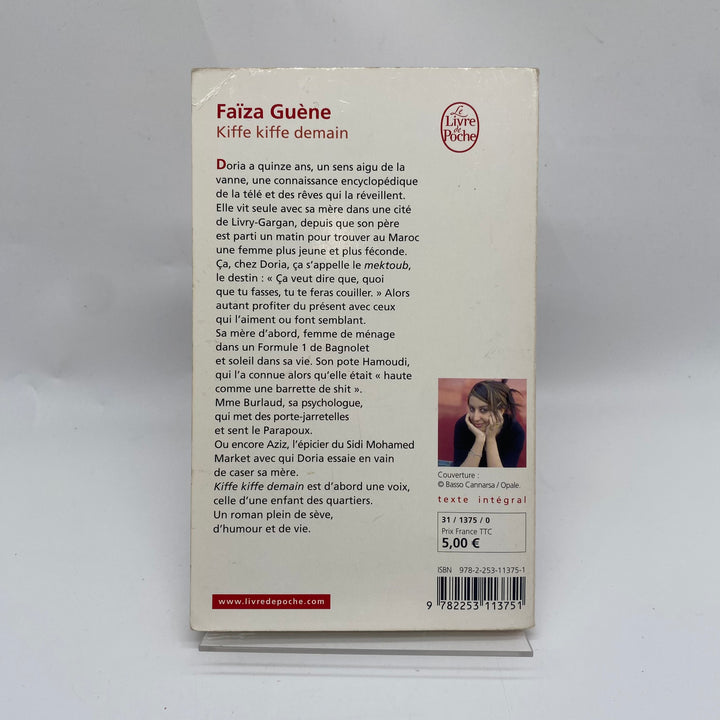 Faïza Guène
Kiffe kiffe demain
Le
Livre
de
Poche
Doria a quinze ans, un sens aigu de la
vanne, une connaissance encyclopédique
de la télé et des rêves qui la réveillent.
Elle vit seule avec sa mère dans une cité
de Livry-Gargan, depuis que son père
est parti un matin pour trouver au Maroc
une femme plus jeune et plus féconde.
Ça, chez Doria, ça s'appelle le mektoub,
le destin : « Ça veut dire que, quoi
que tu fasses, tu te feras couiller. » Alors
autant profiter du présent avec ceux
qui l'aiment ou font semblant.
Sa mère d'abord, femme de ménage
dans un Formule 1 de Bagnolet
et soleil dans sa vie. Son pote Hamoudi,
qui l'a connue alors qu'elle était « haute
comme une barrette de shit ».
Mme Burlaud, sa psychologue,
qui met des porte-jarretelles
et sent le Parapoux.
Ou encore Aziz, l'épicier du Sidi Mohamed
Market avec qui Doria essaie en vain
de caser sa mère.
Kiffe kiffe demain est d'abord une voix,
celle d'une enfant des quartiers.
Un roman plein de sève,
d'humour et de vie.
Couverture :
© Basso Cannarsa / Opale.
texte intégral
31 / 1375 / 0
Prix France TTC
5,00 €
ISBN 978-2-253-11375-1
9 782253 113751
www.livredepoche.com